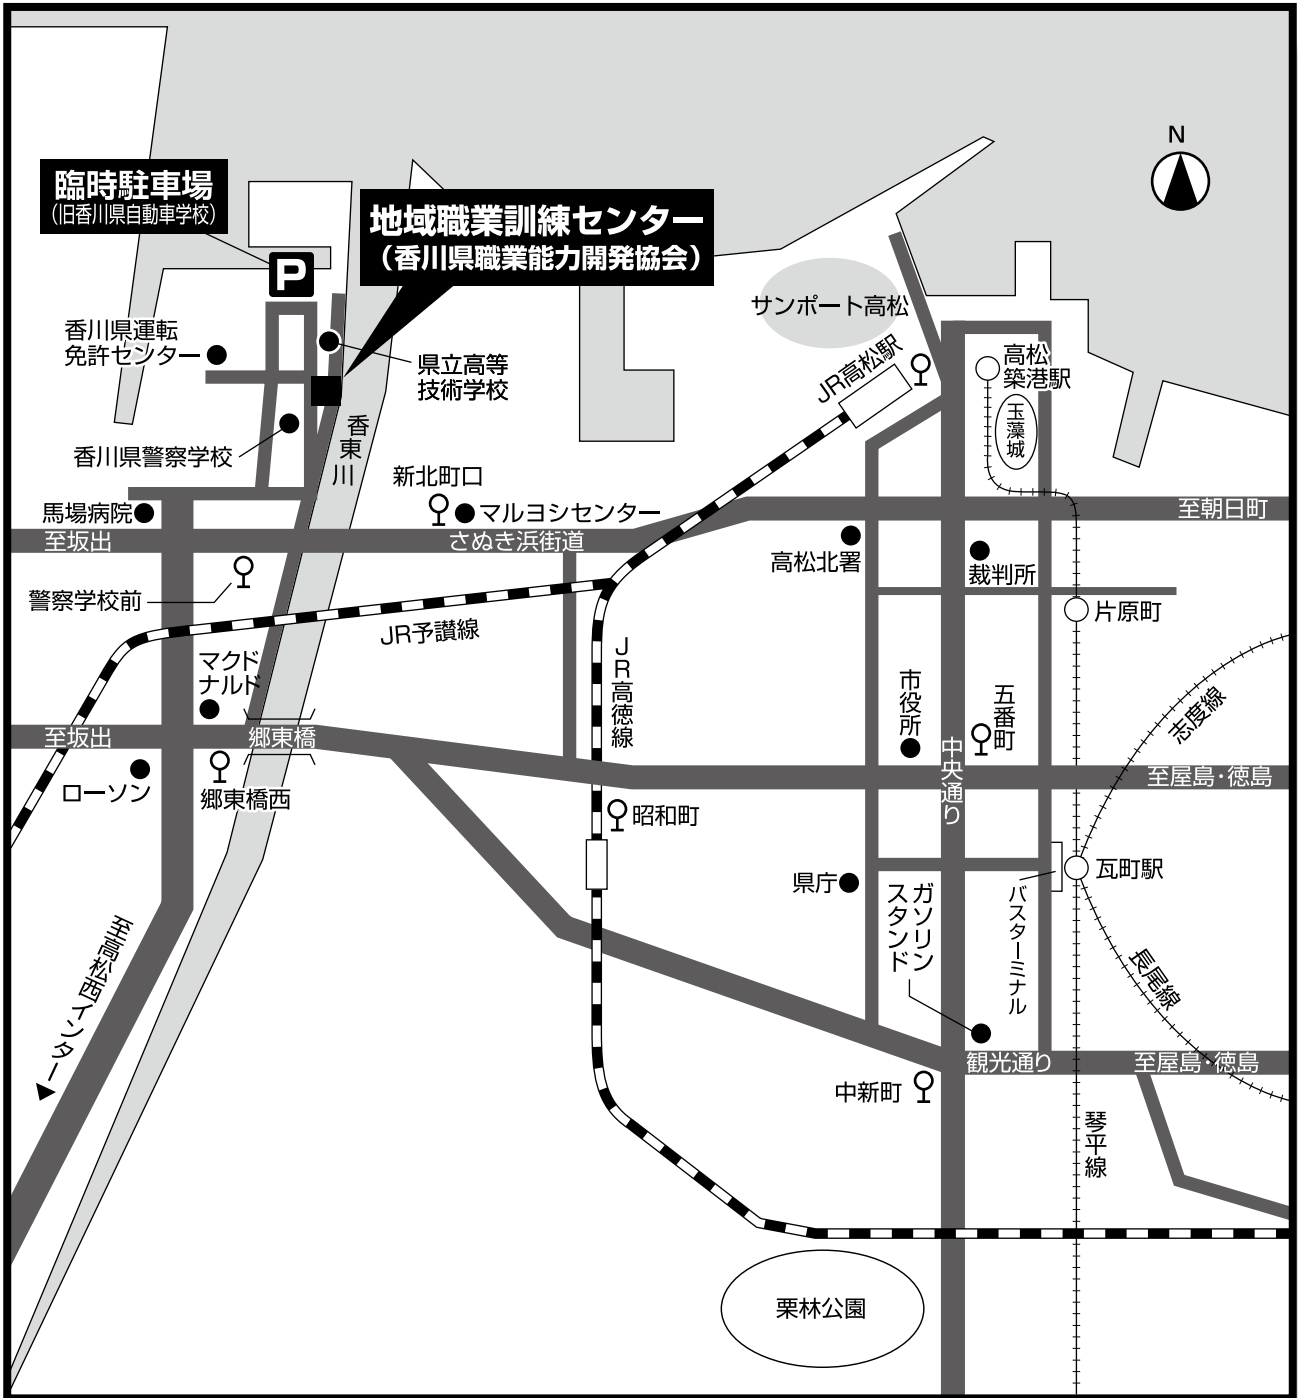 N
臨時駐車場
（旧香川県自動車学校）
地域職業訓練センター
（香川県職業能力開発協会）
P
サンポート高松
香川県運転
免許センター
県立高等
技術学校
JR高松駅
高松
築港駅
玉藻城
香東川
香川県警察学校
新北町口
馬場病院
マルヨシセンター
至朝日町
至坂出
さぬき浜街道
高松北署
裁判所
警察学校前
片原町
JR予讃線
JR高徳線
マクド
ナルド
市役所
五番町
志度線
至坂出
郷東橋
中央通り
至屋島・徳島
ローソン
郷東橋西
昭和町
県庁
ガソリン
スタンド
バスターミナル
瓦町駅
長尾線
至高松西インター
観光通り
至屋島・徳島
中新町
琴平線
栗林公園